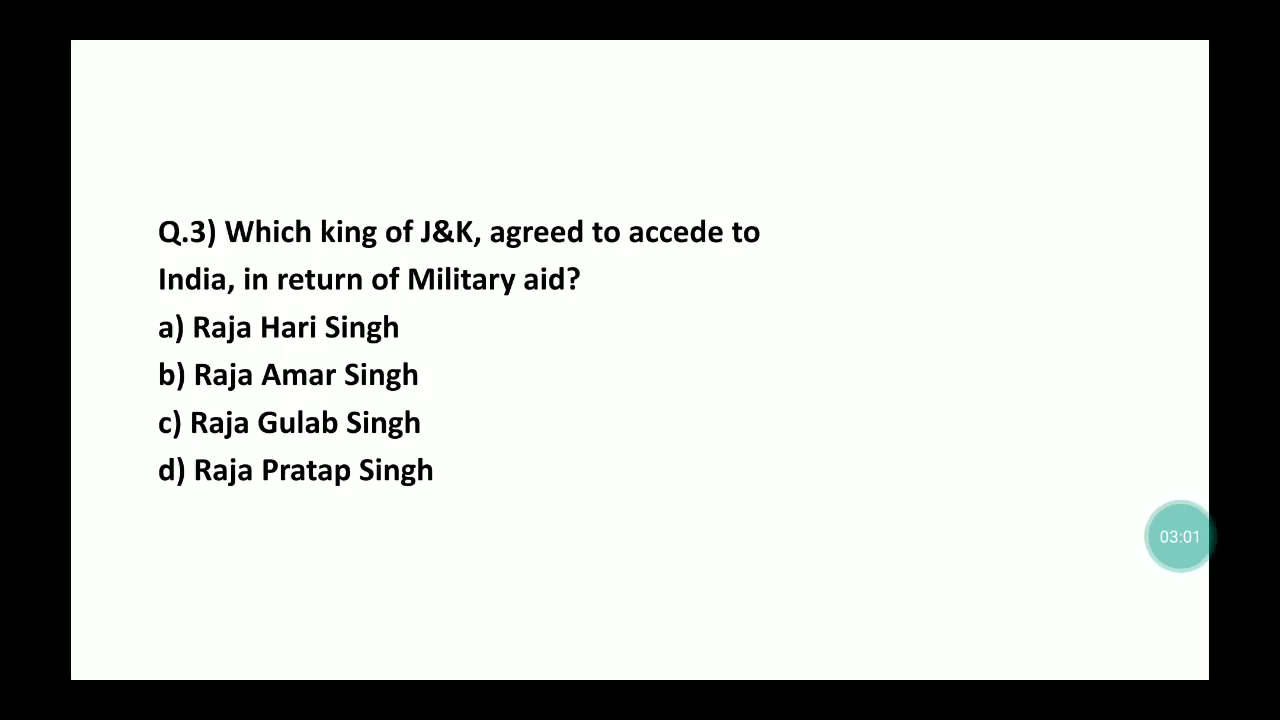 Q.3) Which king of J&K, agreed to accede to
India, in return of Military aid?
a) Raja Hari Singh
b) Raja Amar Singh
c) Raja Gulab Singh
d) Raja Pratap Singh
03:01